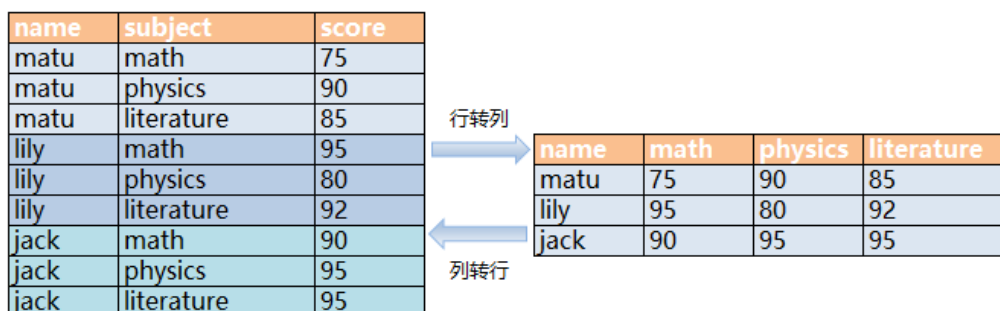 name subject score
matu math 75
matu physics 90
matu literature 85
lily math 95
lily physics 80
lily literature 92
jack math 90
jack physics 95
jack literature 95
行转列
列转行
name math physics literature
matu 75 90 85
lily 95 80 92
jack 90 95 95